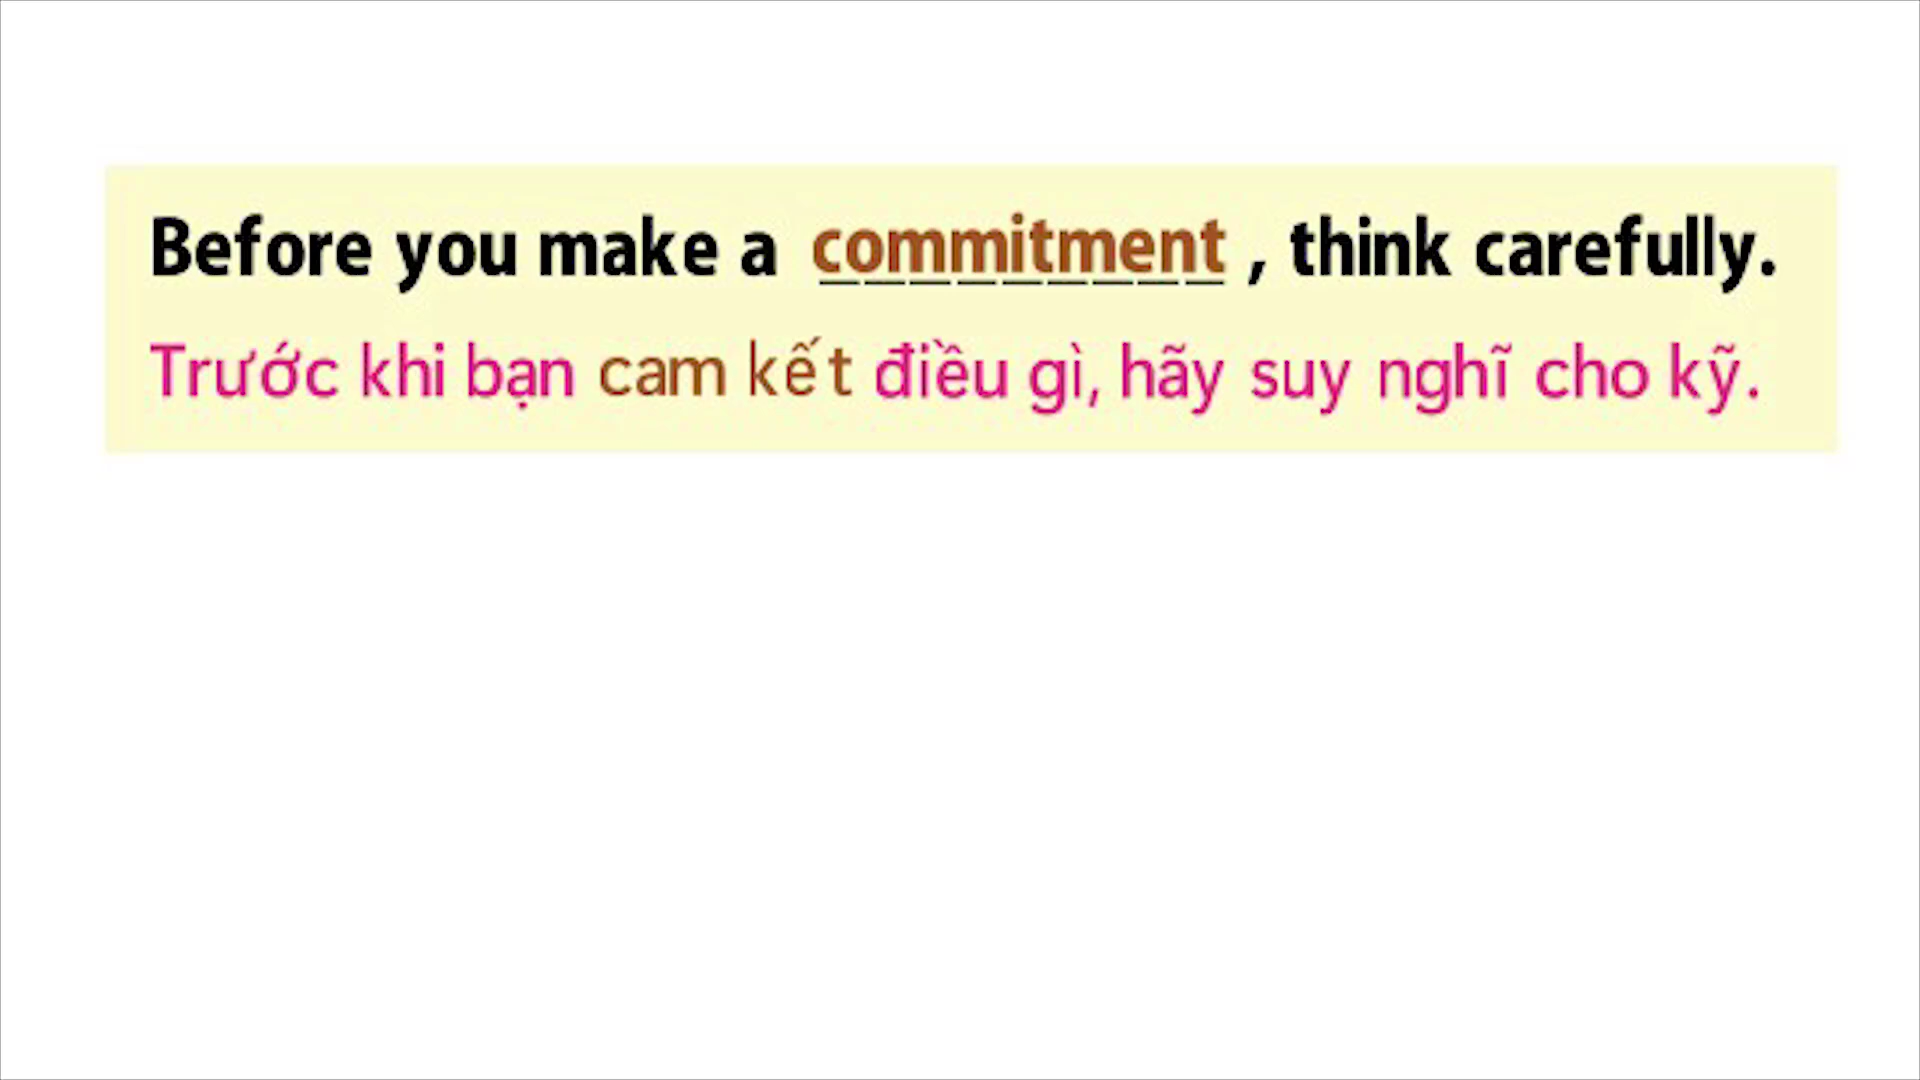 Before you make a commitment , think carefully.
Trước khi bạn cam kết điều gì, hãy suy nghĩ cho kỹ.